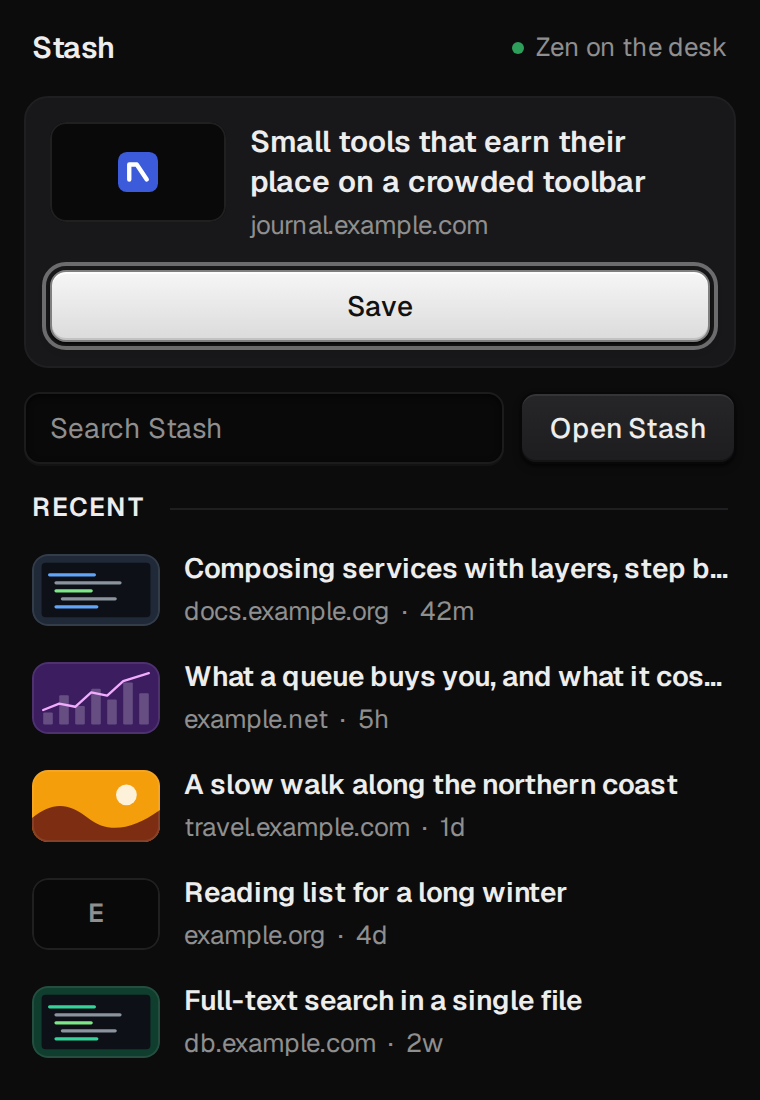 Stash
Zen on the desk
Small tools that earn their
place on a crowded toolbar
journal.example.com
Save
Search Stash
Open Stash
RECENT
Composing services with layers, step b…
docs.example.org · 42m
What a queue buys you, and what it cos…
example.net · 5h
A slow walk along the northern coast
travel.example.com · 1d
E
Reading list for a long winter
example.org · 4d
Full-text search in a single file
db.example.com · 2w